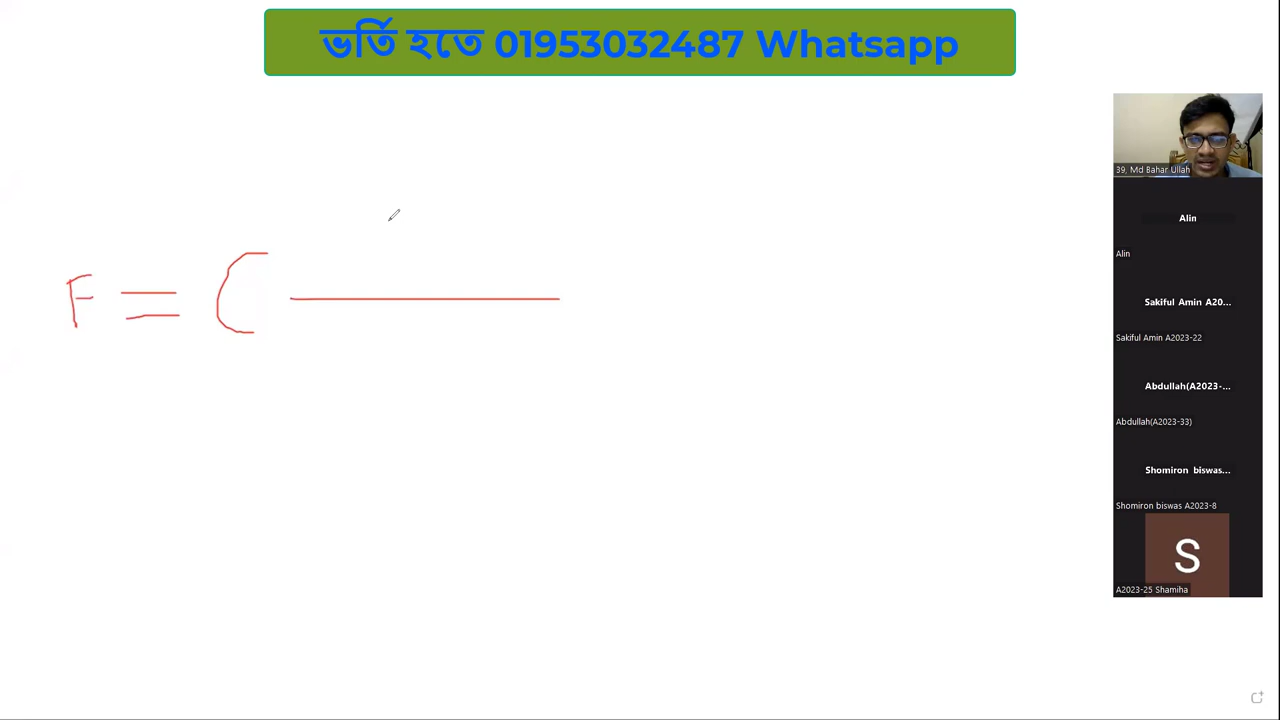 ভর্তি হতে 01953032487 Whatsapp
F = (
39, Md Bahar Ullah
Alin
Alin
Sakiful Amin A20...
Sakiful Amin A2023-22
Abdullah(A2023-...
Abdullah(A2023-33)
Shomiron biswas...
Shomiron biswas A2023-8
S
A2023-25 Shamiha